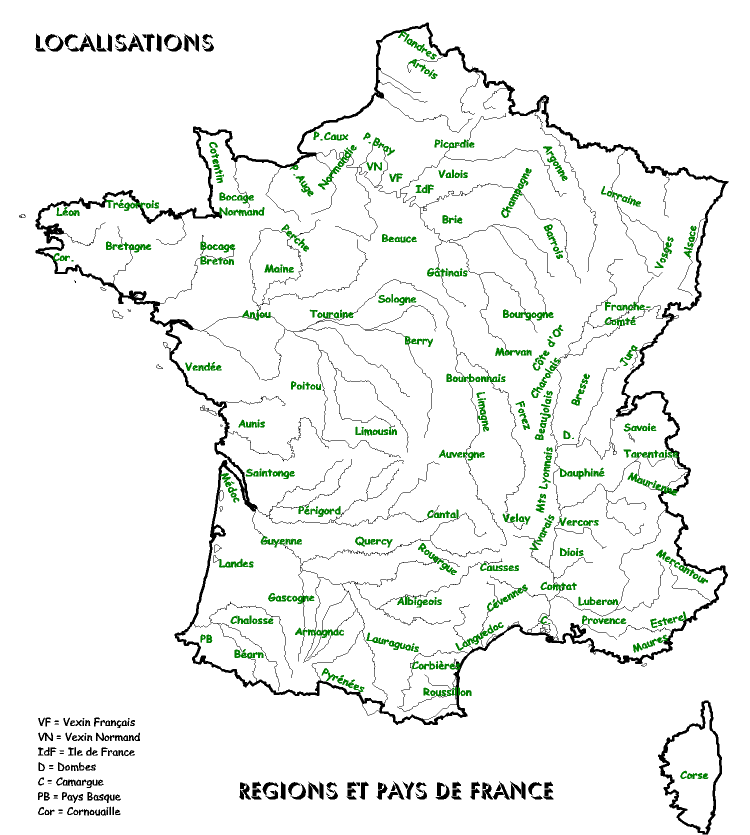 LOCALISATIONS
Flandres
Artois
P.Caux
P.Bray
Picardie
Cotentin
P. Auge
Normandie
VN
VF
Valois
IdF
Champagne
Argonne
Lorraine
Léon
Trégorrois
Bocage
Normand
Brie
Cor.
Bretagne
Bocage
Breton
Perche
Maine
Beauce
Barrois
Vosges
Alsace
Gâtinais
Anjou
Touraine
Sologne
Bourgogne
Franche-
Comté
Berry
Morvan
Côte d'Or
Jura
Vendée
Poitou
Bourbonnais
Charolais
Bresse
Limagne
Forez
Beaujolais
Aunis
Limousin
D.
Savoie
Auvergne
Mts Lyonnais
Tarentaise
Saintonge
Médoc
Dauphiné
Maurienne
Périgord
Cantal
Velay
Vivarais
Vercors
Guyenne
Quercy
Rouergue
Causses
Diois
Mercantour
Landes
Comtat
Gascogne
Albigeois
Cévennes
Luberon
Chalosse
Armagnac
Lauraguais
Languedoc
C
Provence
Esterel
Maures
PB
Béarn
Pyrénées
Corbières
Roussillon
VF = Vexin Français
VN = Vexin Normand
IdF = Ile de France
D = Dombes
C = Camargue
PB = Pays Basque
Cor = Cornouaille
REGIONS ET PAYS DE FRANCE
Corse